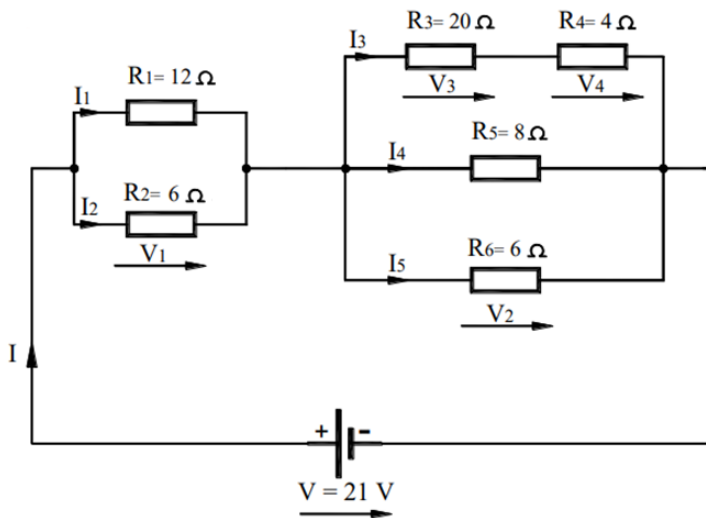 R3= 20 Ω
R4= 4 Ω
I3
V3
V4
R1= 12 Ω
I1
R5= 8 Ω
I4
R2= 6 Ω
I2
V1
R6= 6 Ω
I5
V2
I
+
-
V = 21 V